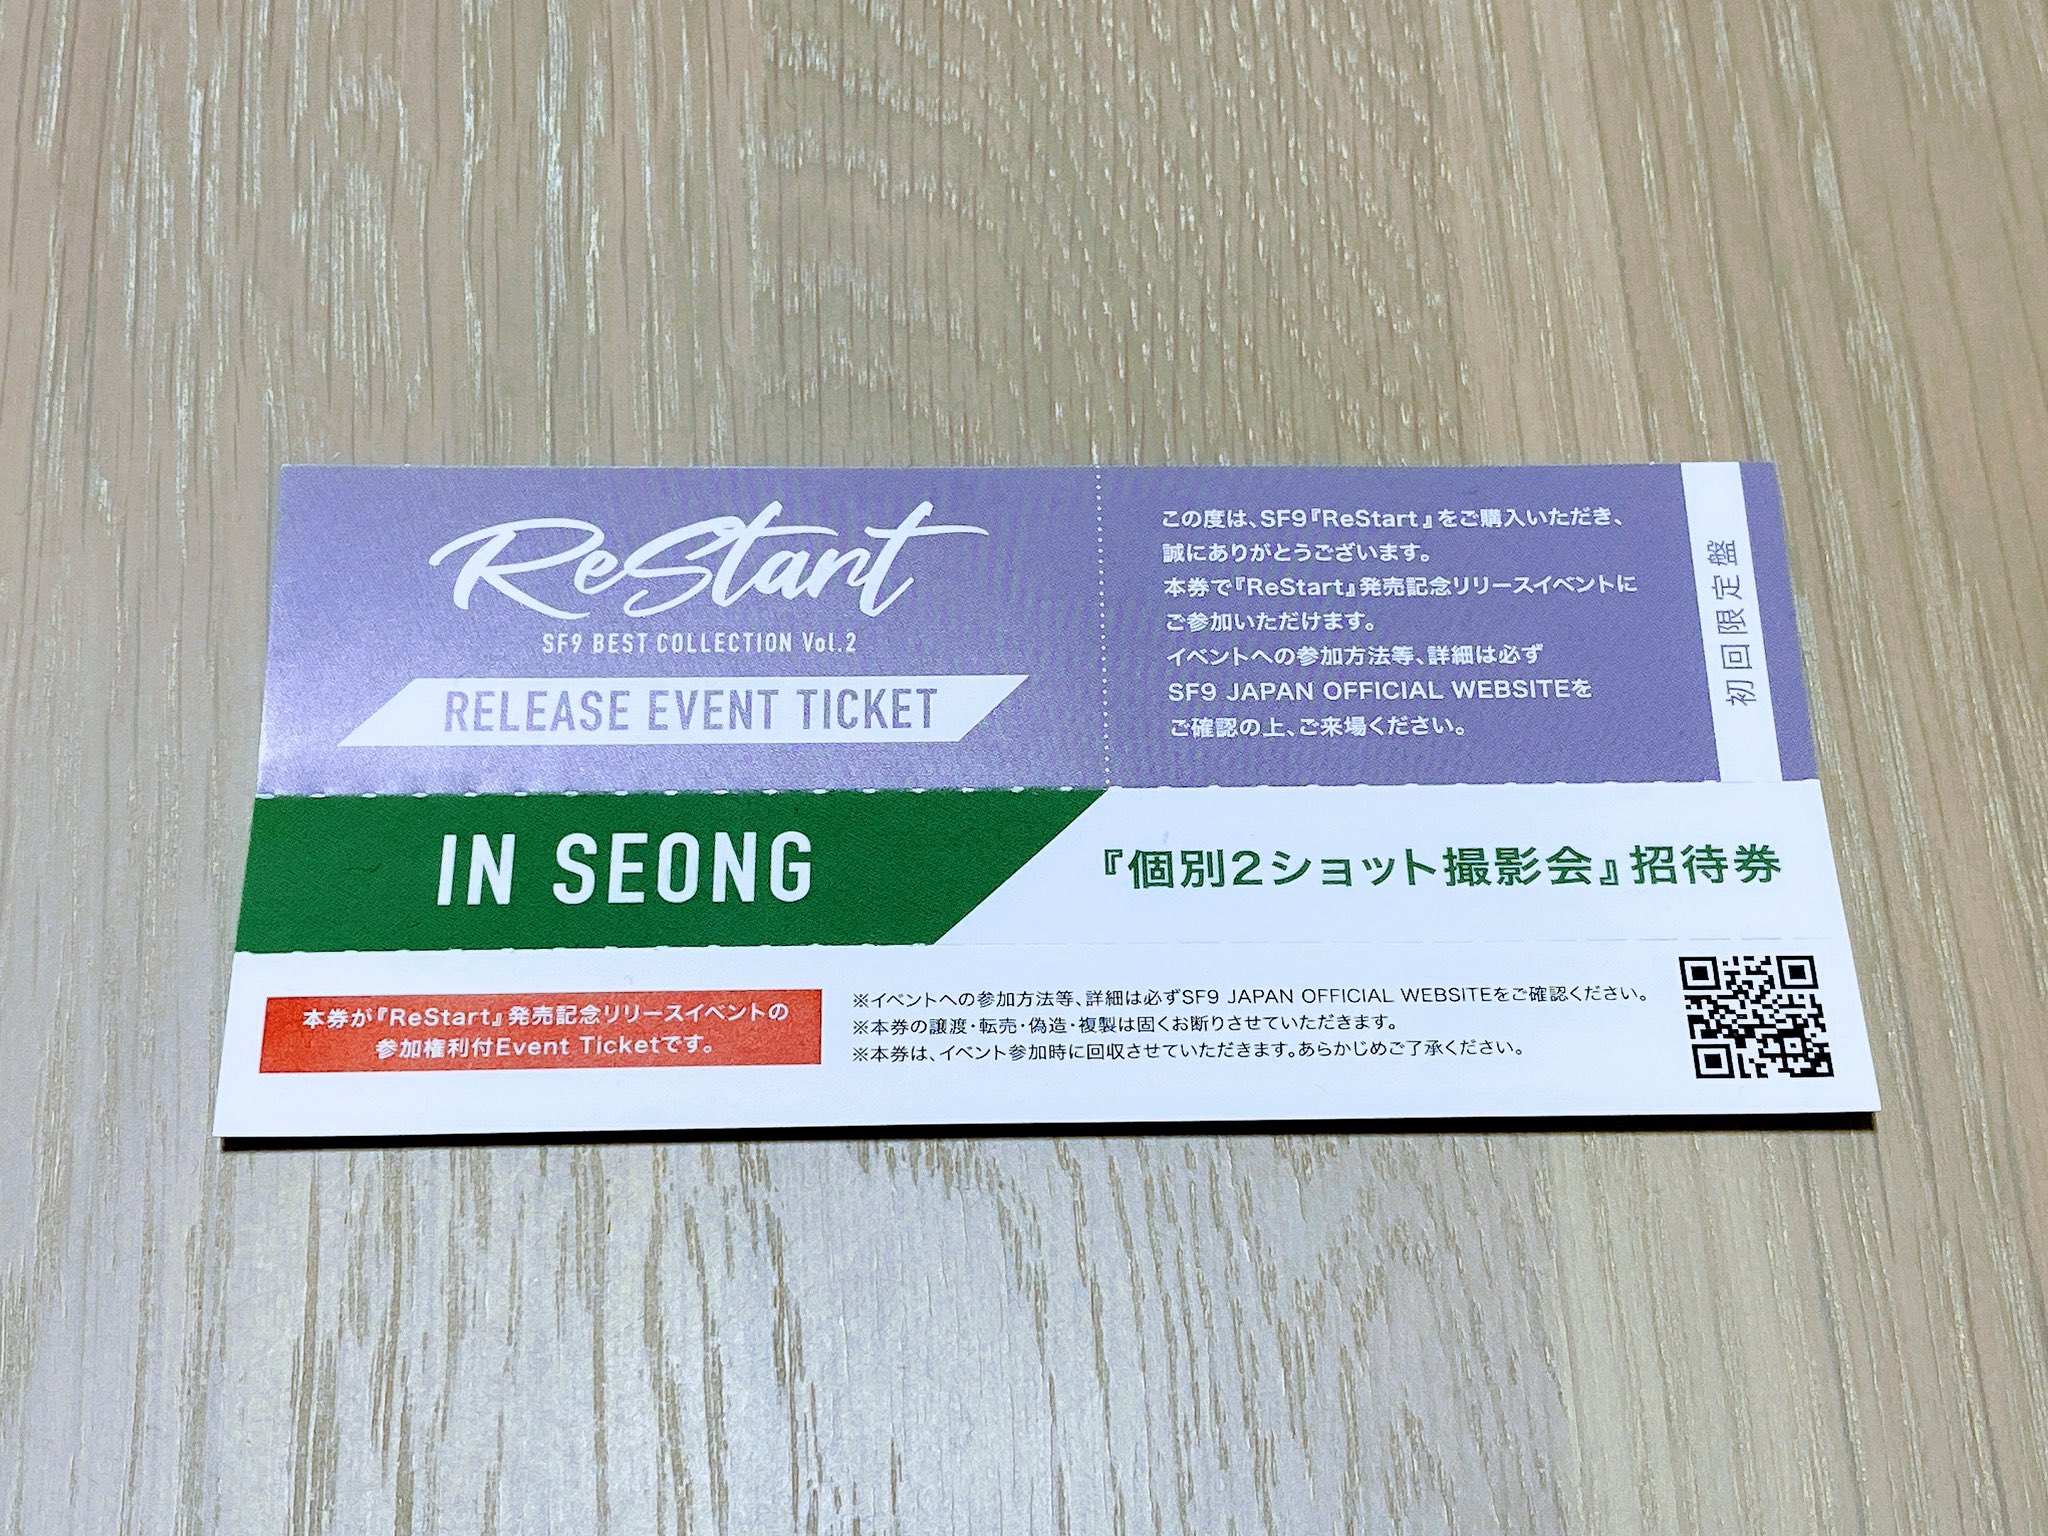 ReStart
SF9 BEST COLLECTION Vol.2
RELEASE EVENT TICKET
この度は、SF9『ReStart』をご購入いただき、
誠にありがとうございます。
本券で『ReStart』発売記念リリースイベントに
ご参加いただけます。
イベントへの参加方法等、詳細は必ず
SF9 JAPAN OFFICIAL WEBSITEを
ご確認の上、ご来場ください。
初回限定盤
IN SEONG
『個別2ショット撮影会』招待券
本券が『ReStart』発売記念リリースイベントの
参加権利付Event Ticketです。
※イベントへの参加方法等、詳細は必ずSF9 JAPAN OFFICIAL WEBSITEをご確認ください。
※本券の譲渡・転売・偽造・複製は固くお断りさせていただきます。
※本券は、イベント参加時に回収させていただきます。あらかじめご了承ください。